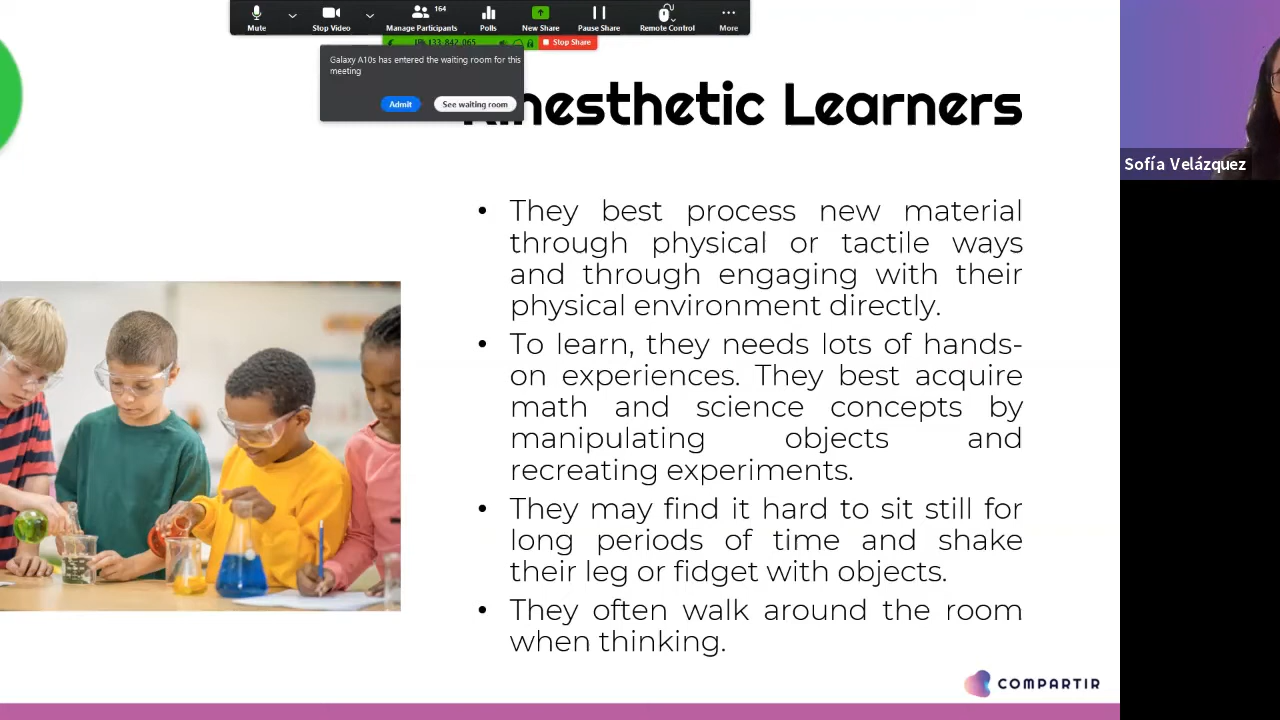 164
Mute
Stop Video
Manage Participants
Polls
New Share
Pause Share
Remote Control
More
Stop Share
Galaxy A10s has entered the waiting room for this
meeting
Admit
See waiting room
Learners
Sofía Velázquez
• They best process new material
through physical or tactile ways
and through engaging with their
physical environment directly.
• To learn, they needs lots of hands-
on experiences. They best acquire
math and science concepts by
manipulating objects and
recreating experiments.
• They may find it hard to sit still for
long periods of time and shake
their leg or fidget with objects.
• They often walk around the room
when thinking.
COMPARTIR